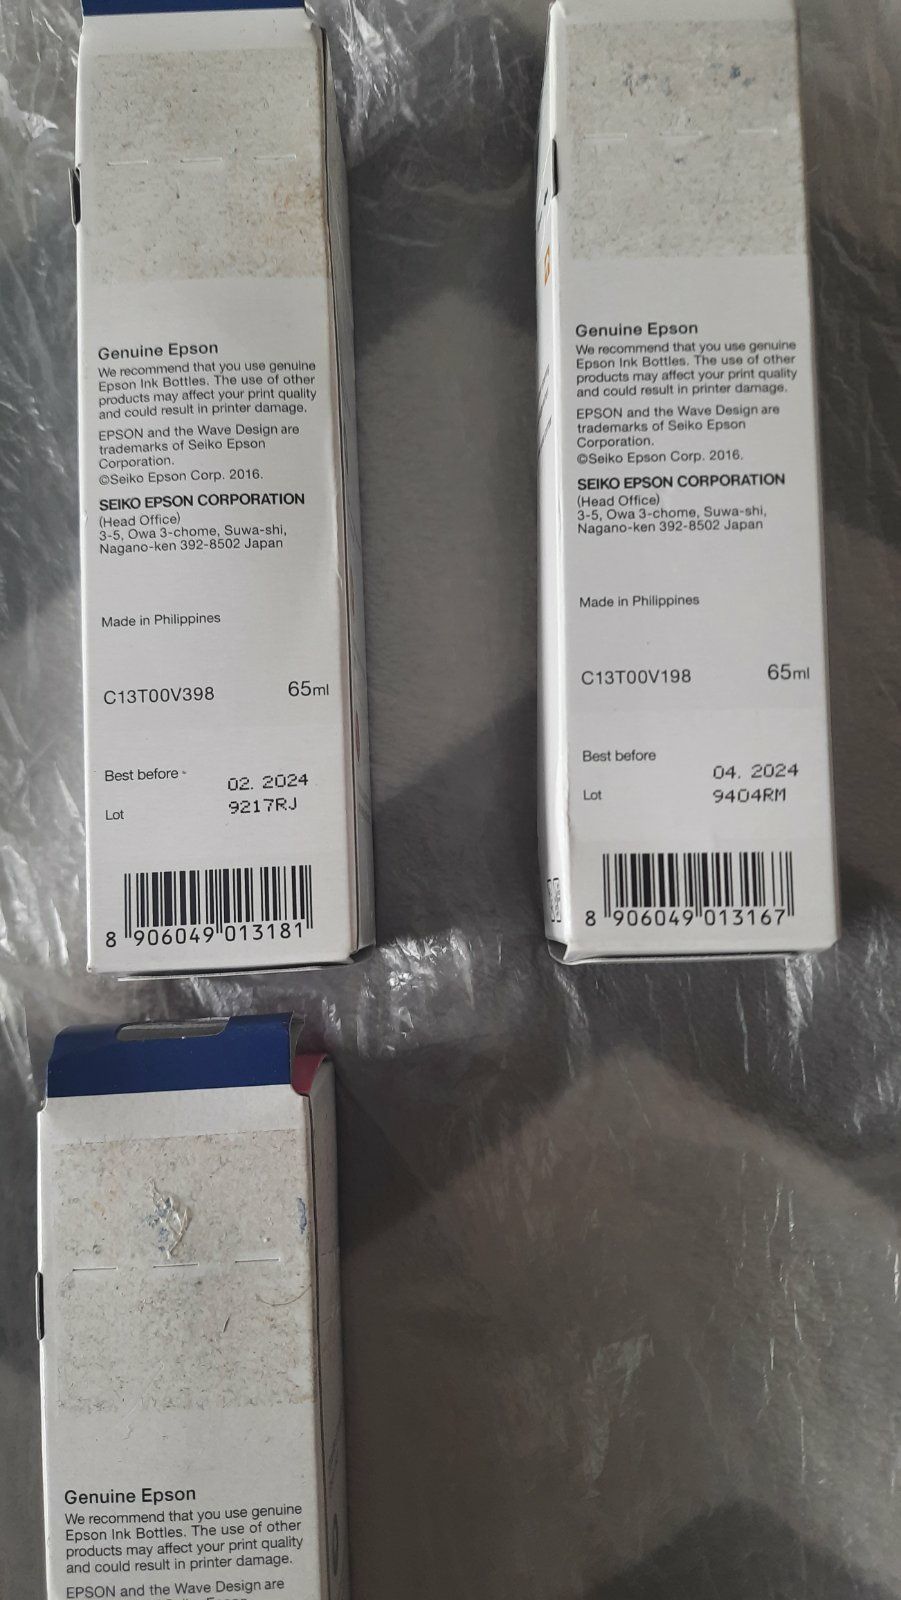 Genuine Epson
We recommend that you use genuine
Epson Ink Bottles. The use of other
products may affect your print quality
and could result in printer damage.
EPSON and the Wave Design are
trademarks of Seiko Epson
Corporation.
©Seiko Epson Corp. 2016.
SEIKO EPSON CORPORATION
(Head Office)
3-5, Owa 3-chome, Suwa-shi,
Nagano-ken 392-8502 Japan
Made in Philippines
C13T00V398 65ml
Best before 02. 2024
Lot 9217RJ
8 906049 013181
Genuine Epson
We recommend that you use genuine
Epson Ink Bottles. The use of other
products may affect your print quality
and could result in printer damage.
EPSON and the Wave Design are
trademarks of Seiko Epson
Corporation.
©Seiko Epson Corp. 2016.
SEIKO EPSON CORPORATION
(Head Office)
3-5, Owa 3-chome, Suwa-shi,
Nagano-ken 392-8502 Japan
Made in Philippines
C13T00V198 65ml
Best before 04. 2024
Lot 9404RM
8 906049 013167
Genuine Epson
We recommend that you use genuine
Epson Ink Bottles. The use of other
products may affect your print quality
and could result in printer damage.
EPSON and the Wave Design are